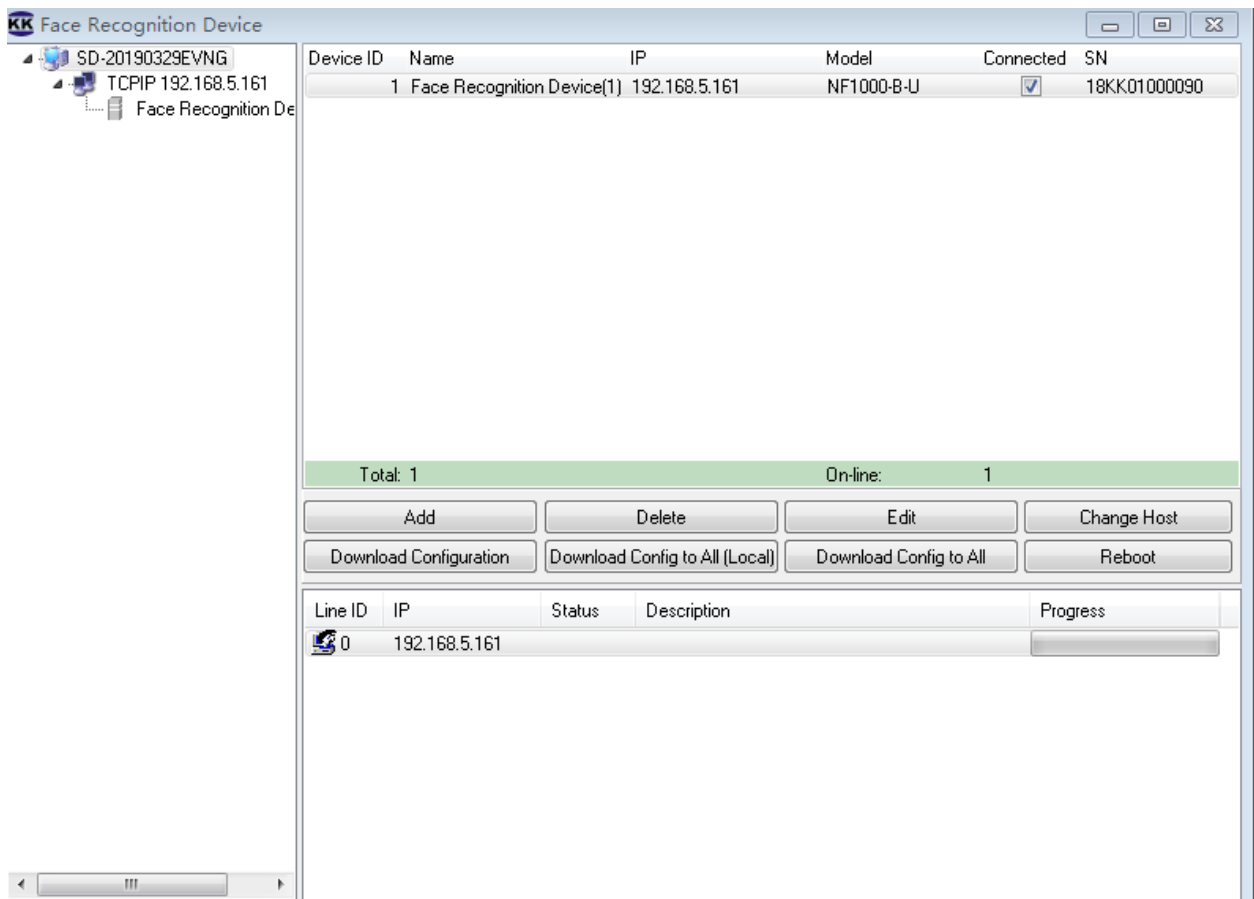 KK Face Recognition Device
SD-20190329EVNG
TCPIP 192.168.5.161
Face Recognition De
Device ID Name IP Model Connected SN
1 Face Recognition Device(1) 192.168.5.161 NF1000-B-U 18KK01000090
Total: 1 On-line: 1
Add Delete Edit Change Host
Download Configuration Download Config to All (Local) Download Config to All Reboot
Line ID IP Status Description Progress
0 192.168.5.161